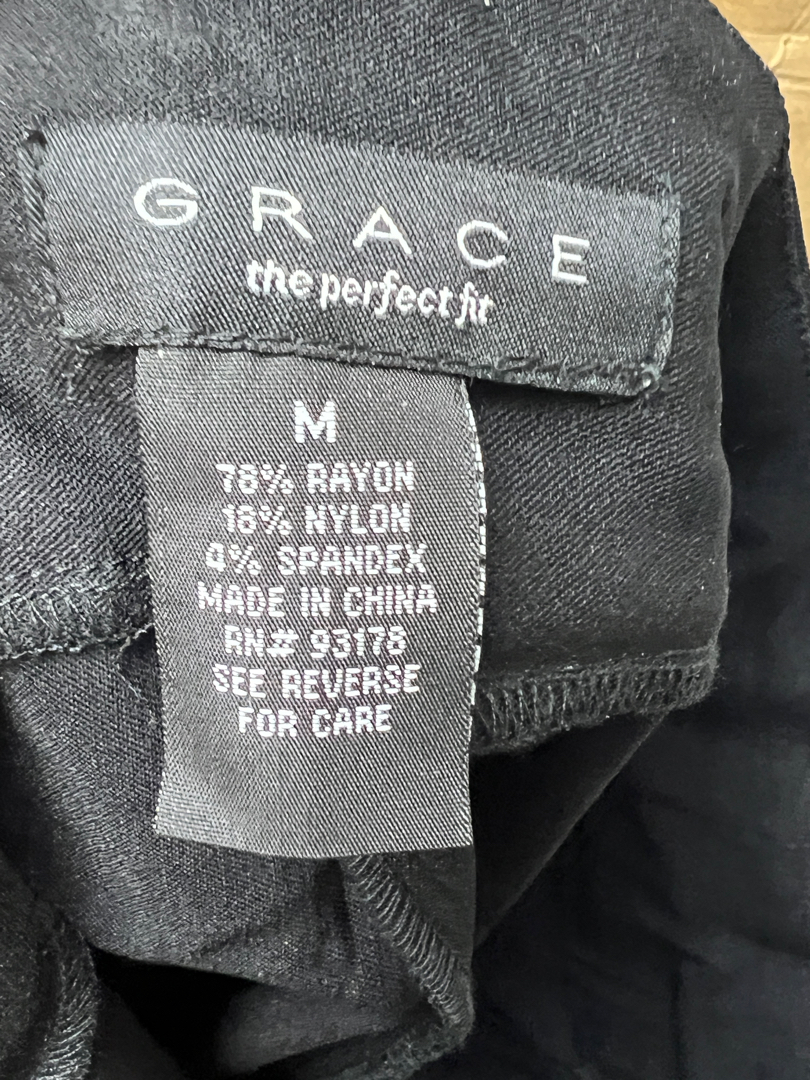 GRACE
the perfect fit
M
78% RAYON
18% NYLON
4% SPANDEX
MADE IN CHINA
RN# 93178
SEE REVERSE
FOR CARE